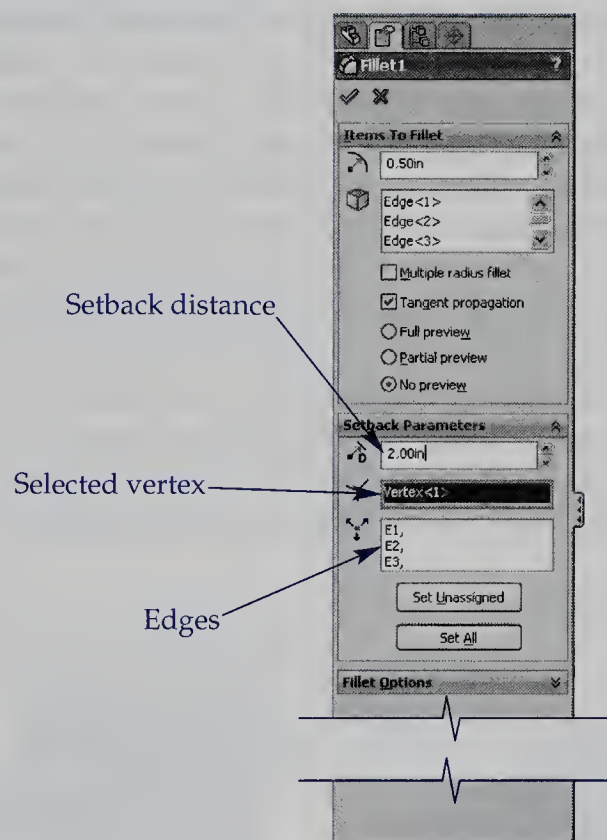 Fillet1 ?
Items To Fillet
0.50in
Edge<1>
Edge<2>
Edge<3>
Multiple radius fillet
Tangent propagation
Setback distance
Full preview
Partial preview
No preview
Setback Parameters
D
2.00in
Selected vertex
Vertex<1>
E1,
E2,
E3,
Edges
Set Unassigned
Set All
Fillet Options